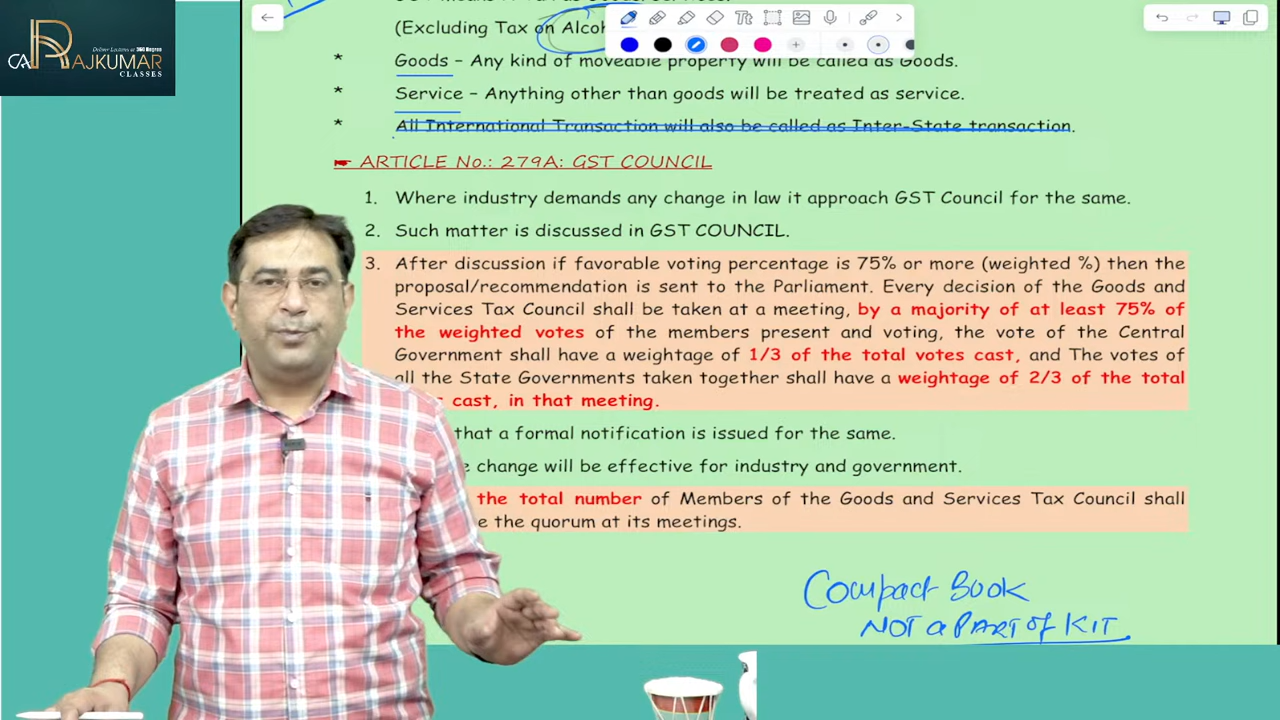 Deliver Lectures at 360 Degree
CA RAJKUMAR
CLASSES
(Excluding Tax on Alcoh
* Goods – Any kind of moveable property will be called as Goods.
* Service – Anything other than goods will be treated as service.
* All International Transaction will also be called as Inter-State transaction.
ARTICLE No.: 279A: GST COUNCIL
1. Where industry demands any change in law it approach GST Council for the same.
2. Such matter is discussed in GST COUNCIL.
3. After discussion if favorable voting percentage is 75% or more (weighted %) then the
proposal/recommendation is sent to the Parliament. Every decision of the Goods and
Services Tax Council shall be taken at a meeting, by a majority of at least 75% of
the weighted votes of the members present and voting, the vote of the Central
Government shall have a weightage of 1/3 of the total votes cast, and The votes of
all the State Governments taken together shall have a weightage of 2/3 of the total
cast, in that meeting.
that a formal notification is issued for the same.
change will be effective for industry and government.
the total number of Members of the Goods and Services Tax Council shall
the quorum at its meetings.
Compact Book
NOT a PART of KIT